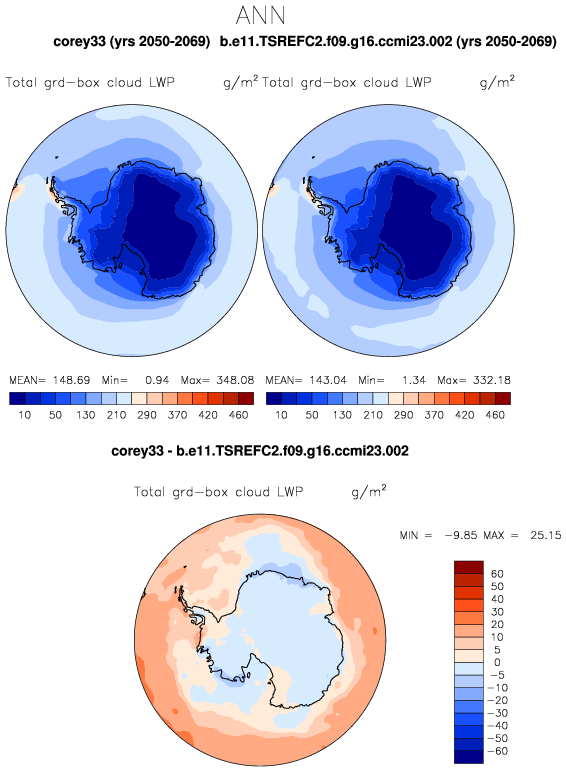 ANN
corey33 (yrs 2050-2069) b.e11.TSREFC2.f09.g16.ccmi23.002 (yrs 2050-2069)
Total grd-box cloud LWP g/m² Total grd-box cloud LWP g/m²
MEAN= 148.69 Min= 0.94 Max= 348.08 MEAN= 143.04 Min= 1.34 Max= 332.18
10 50 130 210 290 370 420 460 10 50 130 210 290 370 420 460
corey33 - b.e11.TSREFC2.f09.g16.ccmi23.002
Total grd-box cloud LWP g/m²
MIN = -9.85 MAX = 25.15
60
50
40
30
20
10
5
0
-5
-10
-20
-30
-40
-50
-60